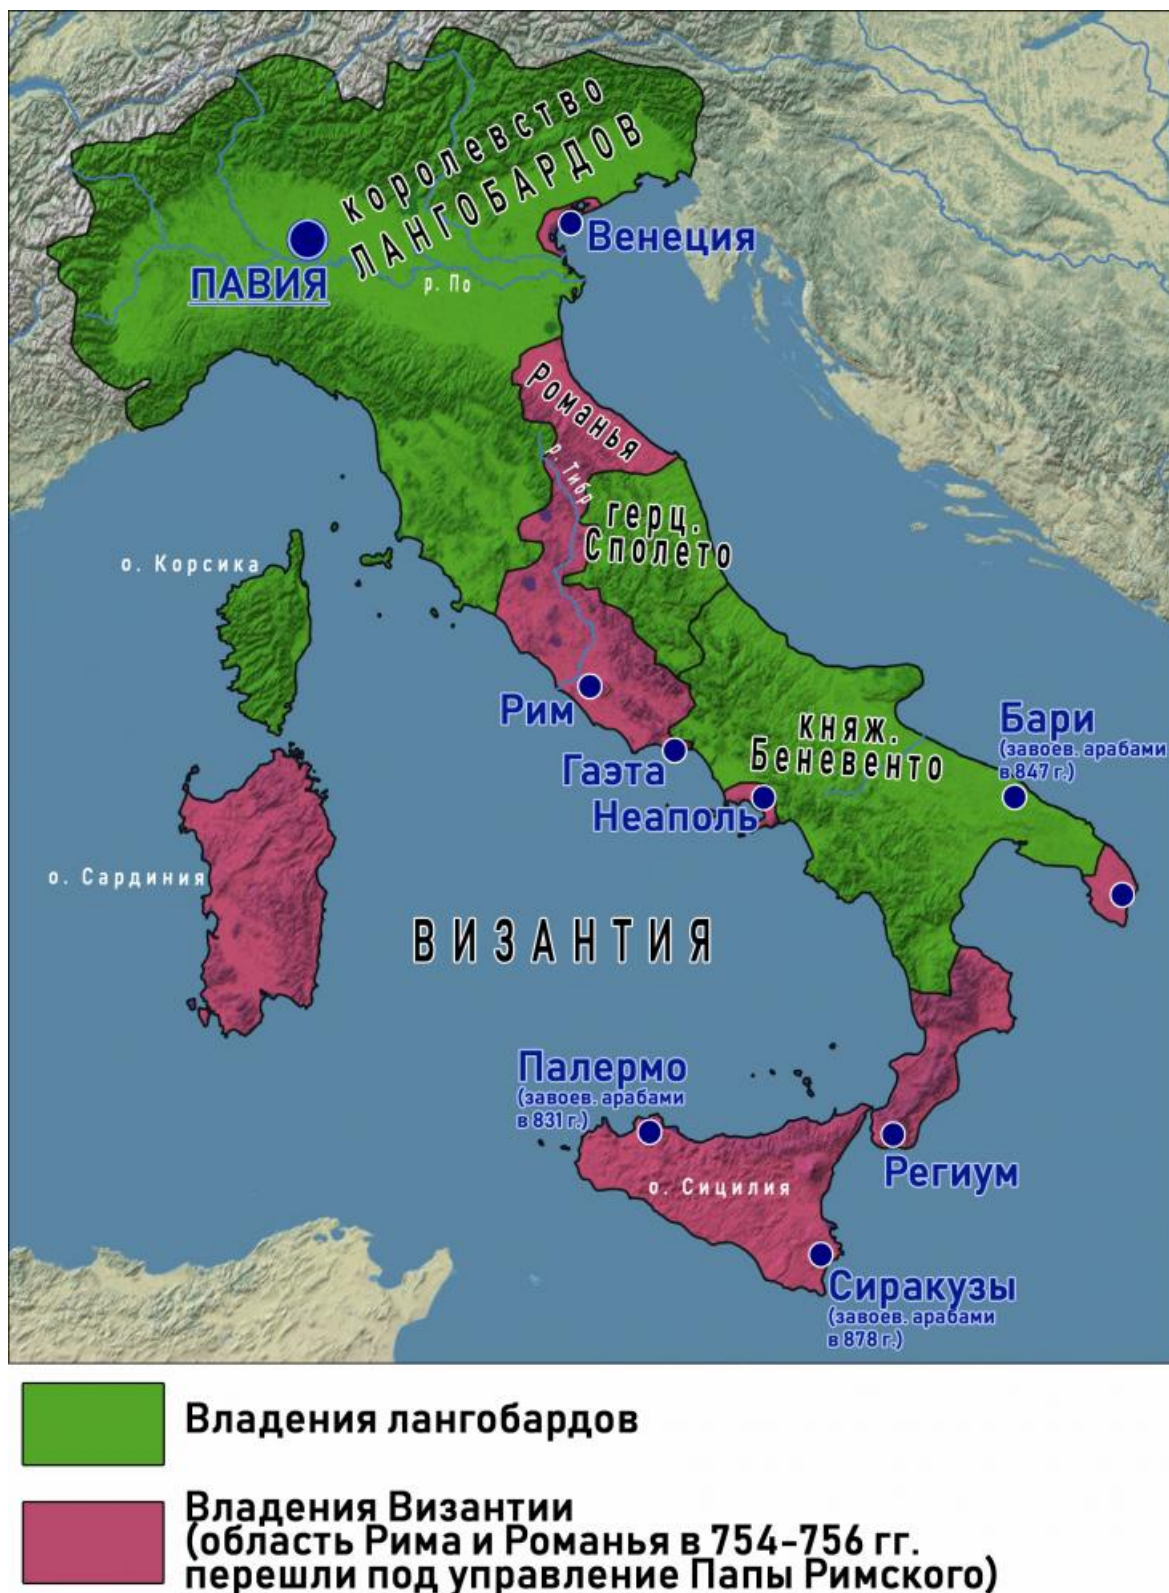 королевство
ЛАНГОБАРДОВ
Венеция
ПАВИЯ
р. По
Романья
р. Тибр
герц.
Сполето
о. Корсика
Рим
Гаэта
Неаполь
княж.
Беневенто
Бари
(завоев. арабами
в 847 г.)
о. Сардиния
ВИЗАНТИЯ
Палермо
(завоев. арабами
в 831 г.)
Региум
о. Сицилия
Сиракузы
(завоев. арабами
в 878 г.)
Владения лангобардов
Владения Византии
(область Рима и Романья в 754-756 гг.
перешли под управление Папы Римского)